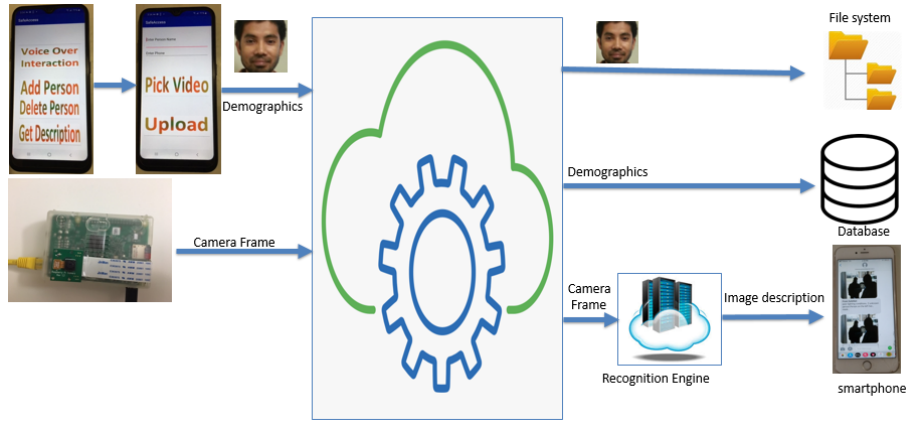 Voice Over
Interaction
Add Person
Delete Person
Get Description
Pick Video
Upload
Demographics
Camera Frame
File system
Demographics
Database
Camera
Frame
Recognition Engine
Image description
smartphone